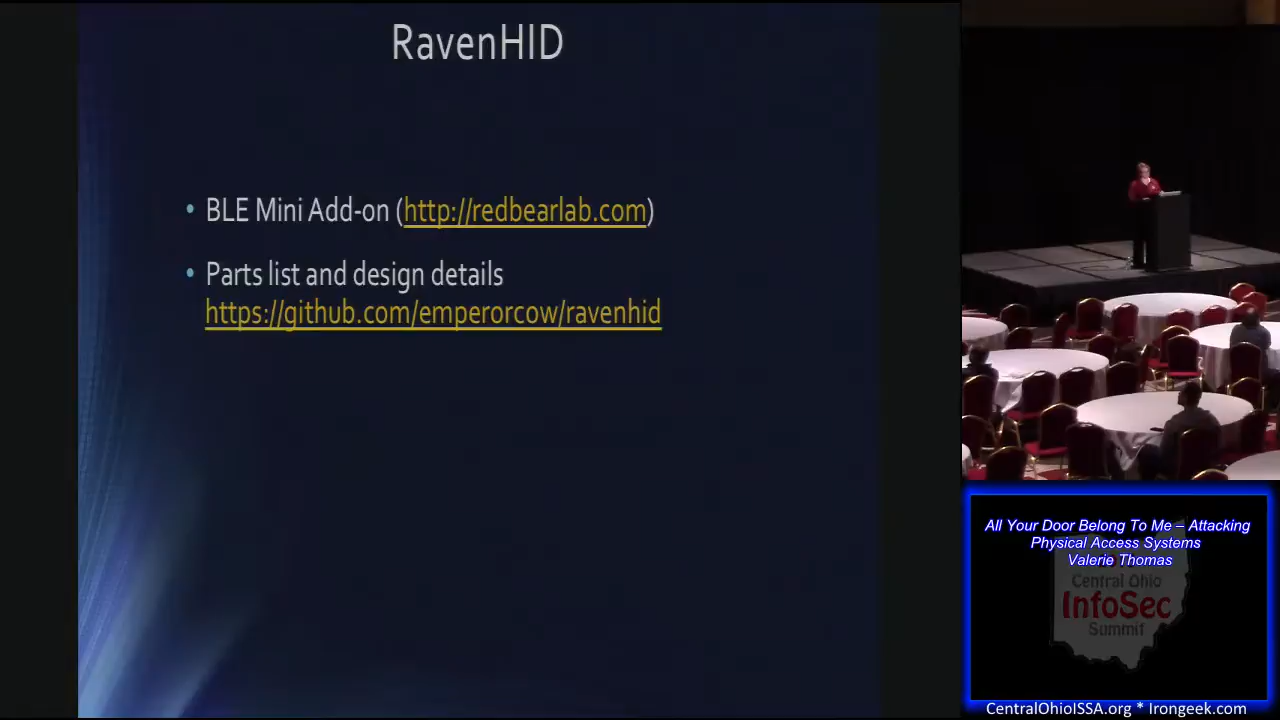 RavenHID
• BLE Mini Add-on (http://redbearlab.com)
• Parts list and design details
https://github.com/emperorcow/ravenhid
All Your Door Belong To Me – Attacking
Physical Access Systems
Valerie Thomas
Central Ohio
InfoSec
Summit
CentralOhioISSA.org * Irongeek.com